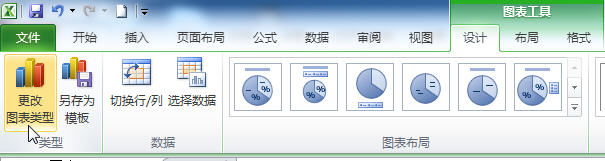 图表工具
文件 开始 插入 页面布局 公式 数据 审阅 视图 设计 布局 格式
更改 另存为 切换行/列 选择数据
图表类型 模板
类型 数据 图表布局